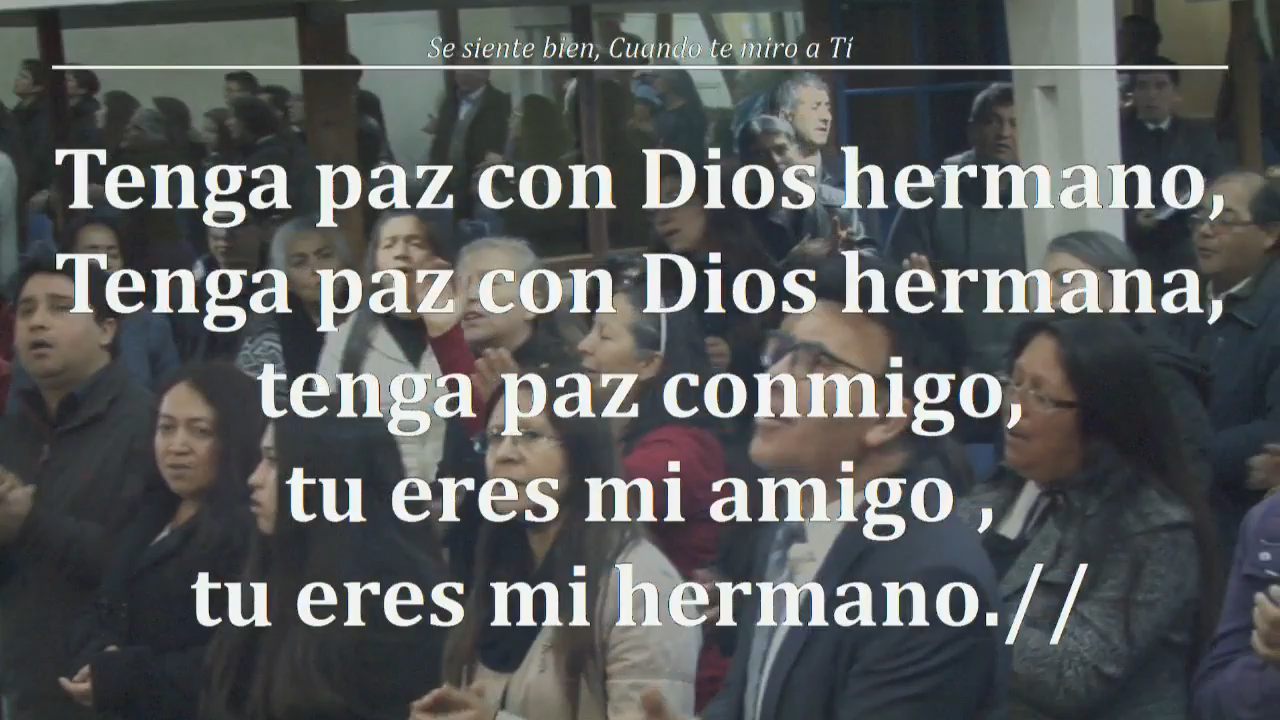 Se siente bien, Cuando te miro a Tí
Tenga paz con Dios hermano,
Tenga paz con Dios hermana,
tenga paz conmigo,
tu eres mi amigo ,
tu eres mi hermano.//